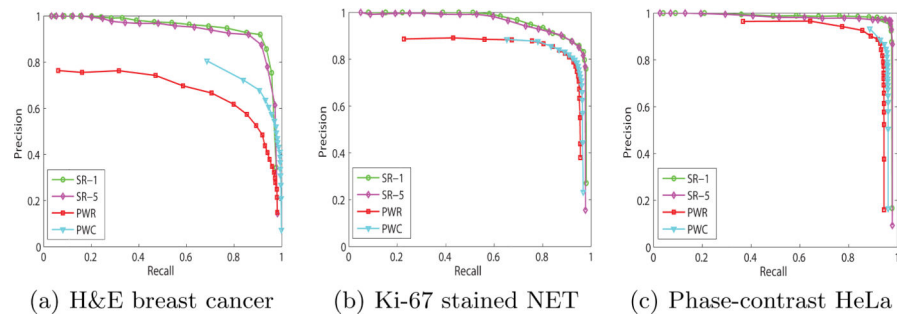 1
0.8
0.6
0.4
0.2
0
Precision
SR-1
SR-5
PWR
PWC
0.2 0.4 0.6 0.8 1
Recall
(a) H&E breast cancer
1
0.8
0.6
0.4
0.2
0
Precision
SR-1
SR-5
PWR
PWC
0 0.2 0.4 0.6 0.8 1
Recall
(b) Ki-67 stained NET
1
0.8
0.6
0.4
0.2
0
Precision
SR-1
SR-5
PWR
PWC
0 0.2 0.4 0.6 0.8 1
Recall
(c) Phase-contrast HeLa